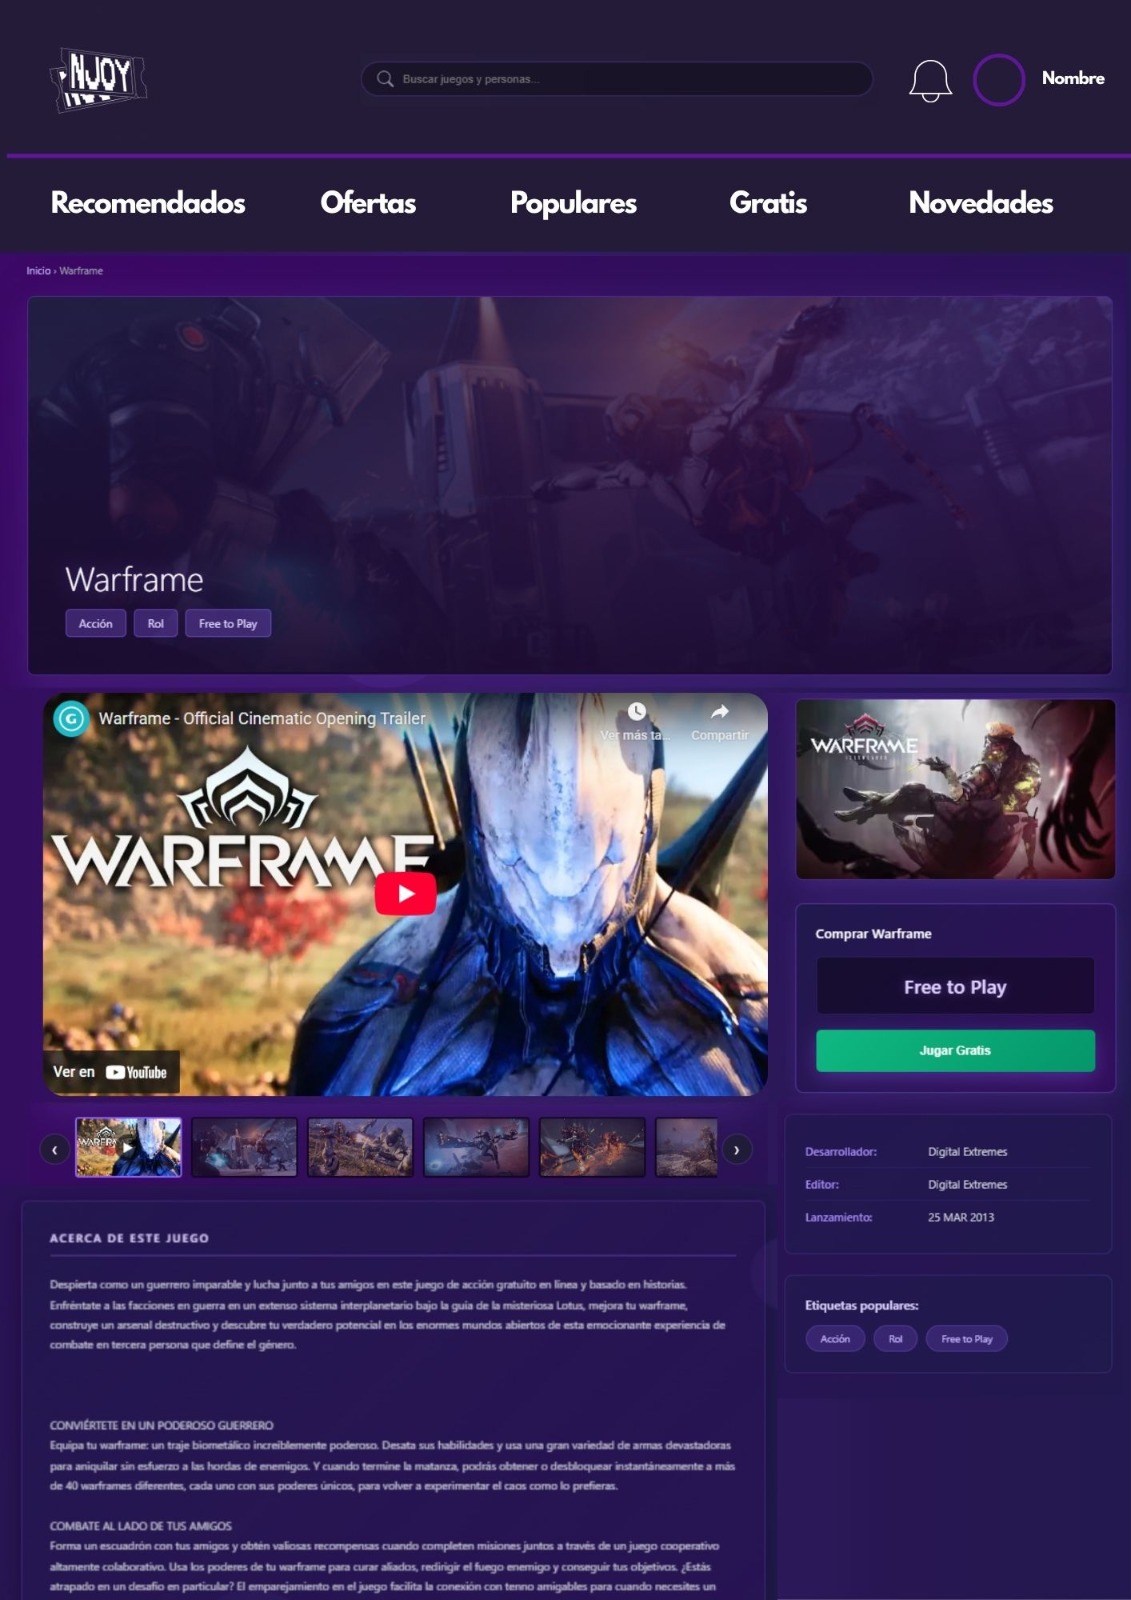 NJOY
Buscar juegos y personas...
Nombre
Recomendados
Ofertas
Populares
Gratis
Novedades
Inicio › Warframe
Warframe
Acción
Rol
Free to Play
Warframe - Official Cinematic Opening Trailer
Ver más ta...
Compartir
WARFRAME
Ver en YouTube
WARFRAME
Comprar Warframe
Free to Play
Jugar Gratis
Desarrollador: Digital Extremes
Editor: Digital Extremes
Lanzamiento: 25 MAR 2013
Etiquetas populares:
Acción
Rol
Free to Play
ACERCA DE ESTE JUEGO
Despierta como un guerrero imparable y lucha junto a tus amigos en este juego de acción gratuito en línea y basado en historias.
Enfréntate a las facciones en guerra en un extenso sistema interplanetario bajo la guía de la misteriosa Lotus, mejora tu warframe,
construye un arsenal destructivo y descubre tu verdadero potencial en los enormes mundos abiertos de esta emocionante experiencia de
combate en tercera persona que define el género.
CONVIÉRTETE EN UN PODEROSO GUERRERO
Equipa tu warframe: un traje biometálico increíblemente poderoso. Desata sus habilidades y usa una gran variedad de armas devastadoras
para aniquilar sin esfuerzo a las hordas de enemigos. Y cuando termine la matanza, podrás obtener o desbloquear instantáneamente a más
de 40 warframes diferentes, cada uno con sus poderes únicos, para volver a experimentar el caos como lo prefieras.
COMBATE AL LADO DE TUS AMIGOS
Forma un escuadrón con tus amigos y obtén valiosas recompensas cuando completen misiones juntos a través de un juego cooperativo
altamente colaborativo. Usa los poderes de tu warframe para curar aliados, redirigir el fuego enemigo y conseguir tus objetivos. ¿Estás
atrapado en un desafío en particular? El emparejamiento en el juego facilita la conexión con tenno amigables para cuando necesites un